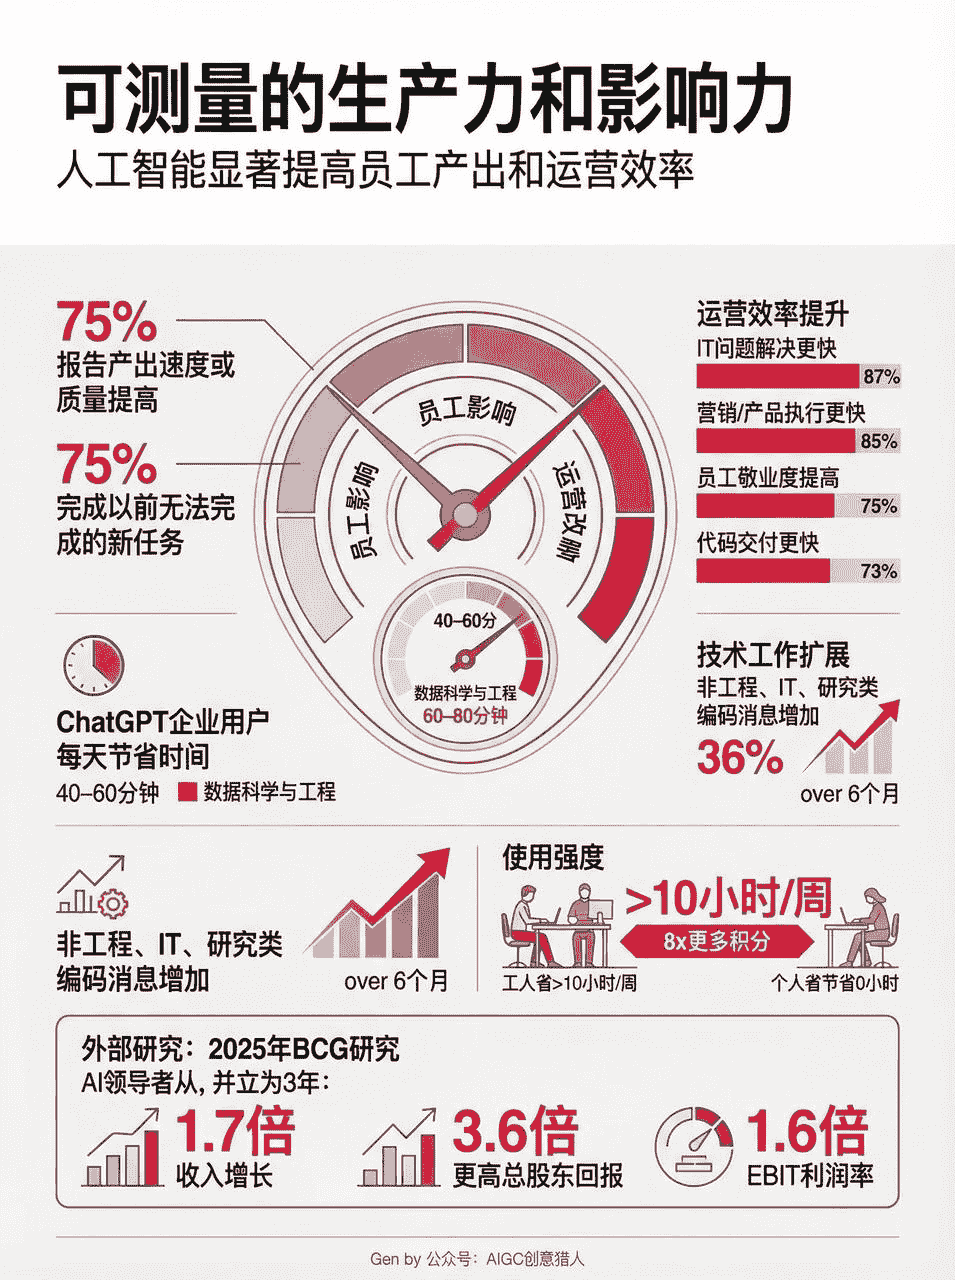 可测量的生产力和影响力
人工智能显著提高员工产出和运营效率
75%
报告产出速度或
质量提高
75%
完成以前无法完
成的新任务
员工影响
员工影响
运营改
40–60分
数据科学与工程
60–80分钟
运营效率提升
IT问题解决更快
87%
营销/产品执行更快
85%
员工敬业度提高
75%
代码交付更快
73%
ChatGPT企业用户
每天节省时间
40–60分钟
数据科学与工程
技术工作扩展
非工程、IT、研究类
编码消息增加
36%
over 6个月
非工程、IT、研究类
编码消息增加
over 6个月
使用强度
>10小时/周
8x更多积分
工人省>10小时/周
个人省节省0小时
外部研究：2025年BCG研究
AI领导者从, 并立为3年：
1.7倍
收入增长
3.6倍
更高总股东回报
1.6倍
EBIT利润率
Gen by 公众号：AIGC创意猎人